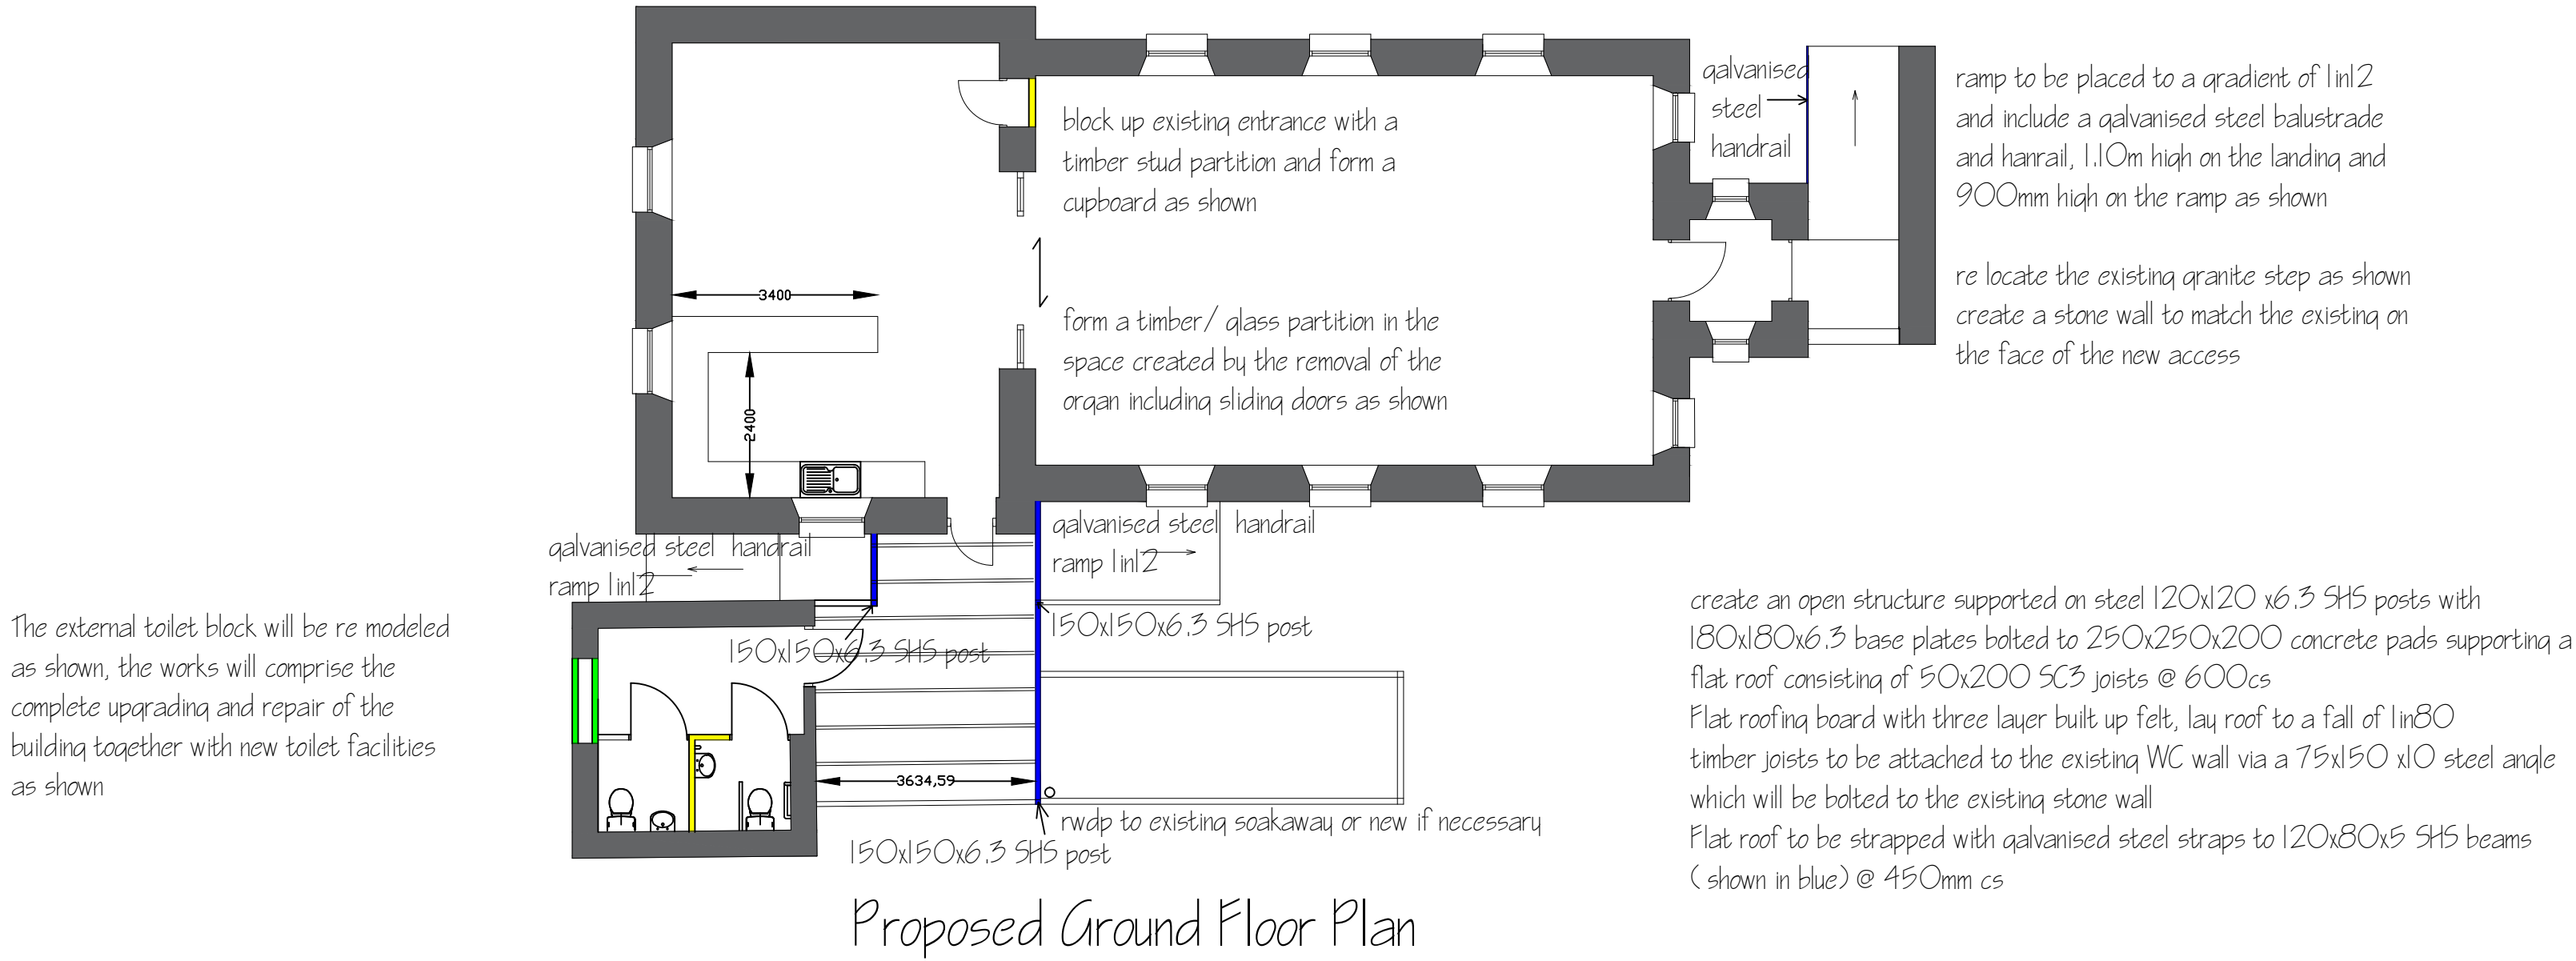 galvanised
steel
handrail
ramp to be placed to a gradient of 1in12
and include a galvanised steel balustrade
and hanrail, 1.10m high on the landing and
900mm high on the ramp as shown
re locate the existing granite step as shown
create a stone wall to match the existing on
the face of the new access
block up existing entrance with a
timber stud partition and form a
cupboard as shown
3400
form a timber/ glass partition in the
space created by the removal of the
organ including sliding doors as shown
2400
galvanised steel handrail
ramp 1in12
galvanised steel handrail
ramp 1in12
The external toilet block will be re modeled
as shown, the works will comprise the
complete upgrading and repair of the
building together with new toilet facilities
as shown
150x150x6.3 SHS post
150x150x6.3 SHS post
create an open structure supported on steel 120x120 x6.3 SHS posts with
180x180x6.3 base plates bolted to 250x250x200 concrete pads supporting a
flat roof consisting of 50x200 SC3 joists @ 600cs
Flat roofing board with three layer built up felt, lay roof to a fall of 1in80
timber joists to be attached to the existing WC wall via a 75x150 x10 steel angle
which will be bolted to the existing stone wall
Flat roof to be strapped with galvanised steel straps to 120x80x5 SHS beams
( shown in blue) @ 450mm cs
3634,59
rwdp to existing soakaway or new if necessary
150x150x6.3 SHS post
Proposed Ground Floor Plan